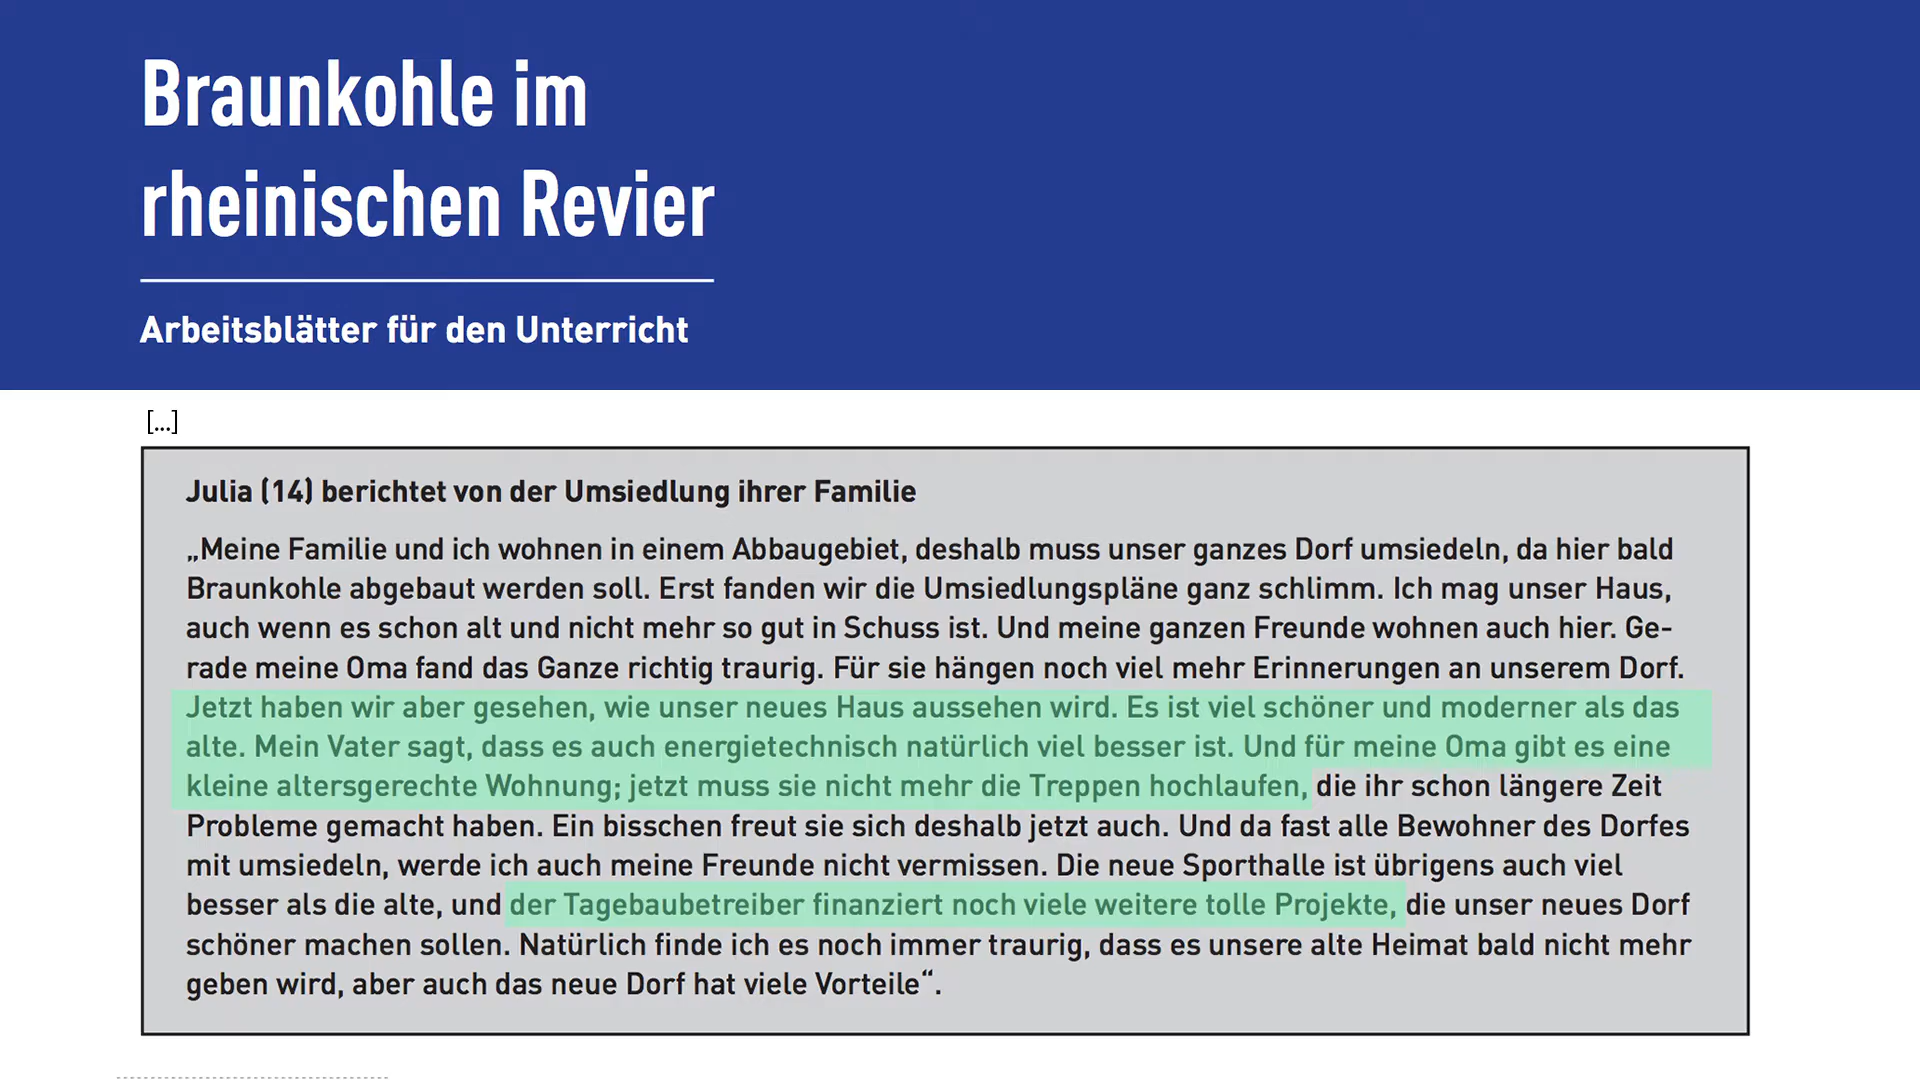 Braunkohle im
rheinischen Revier
Arbeitsblätter für den Unterricht
[...]
Julia (14) berichtet von der Umsiedlung ihrer Familie
„Meine Familie und ich wohnen in einem Abbaugebiet, deshalb muss unser ganzes Dorf umsiedeln, da hier bald
Braunkohle abgebaut werden soll. Erst fanden wir die Umsiedlungspläne ganz schlimm. Ich mag unser Haus,
auch wenn es schon alt und nicht mehr so gut in Schuss ist. Und meine ganzen Freunde wohnen auch hier. Ge-
rade meine Oma fand das Ganze richtig traurig. Für sie hängen noch viel mehr Erinnerungen an unserem Dorf.
Jetzt haben wir aber gesehen, wie unser neues Haus aussehen wird. Es ist viel schöner und moderner als das
alte. Mein Vater sagt, dass es auch energietechnisch natürlich viel besser ist. Und für meine Oma gibt es eine
kleine altersgerechte Wohnung; jetzt muss sie nicht mehr die Treppen hochlaufen, die ihr schon längere Zeit
Probleme gemacht haben. Ein bisschen freut sie sich deshalb jetzt auch. Und da fast alle Bewohner des Dorfes
mit umsiedeln, werde ich auch meine Freunde nicht vermissen. Die neue Sporthalle ist übrigens auch viel
besser als die alte, und der Tagebaubetreiber finanziert noch viele weitere tolle Projekte, die unser neues Dorf
schöner machen sollen. Natürlich finde ich es noch immer traurig, dass es unsere alte Heimat bald nicht mehr
geben wird, aber auch das neue Dorf hat viele Vorteile“.